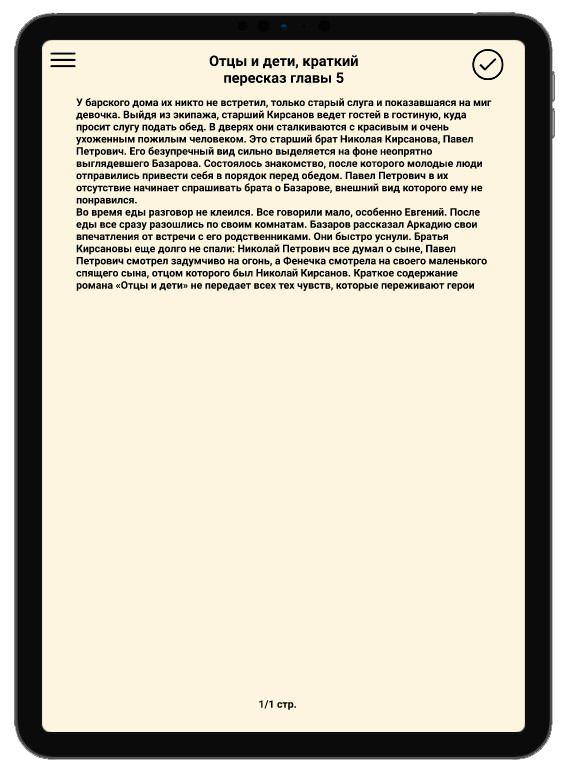 Отцы и дети, краткий
пересказ главы 5
У барского дома их никто не встретил, только старый слуга и показавшаяся на миг
девочка. Выйдя из экипажа, старший Кирсанов ведет гостей в гостиную, куда
просит слугу подать обед. В дверях они сталкиваются с красивым и очень
ухоженным пожилым человеком. Это старший брат Николая Кирсанова, Павел
Петрович. Его безупречный вид сильно выделяется на фоне неопрятно
выглядевшего Базарова. Состоялось знакомство, после которого молодые люди
отправились привести себя в порядок перед обедом. Павел Петрович в их
отсутствие начинает спрашивать брата о Базарове, внешний вид которого ему не
понравился.
Во время еды разговор не клеился. Все говорили мало, особенно Евгений. После
еды все сразу разошлись по своим комнатам. Базаров рассказал Аркадию свои
впечатления от встречи с его родственниками. Они быстро уснули. Братья
Кирсановы еще долго не спали: Николай Петрович все думал о сыне, Павел
Петрович смотрел задумчиво на огонь, а Фенечка смотрела на своего маленького
спящего сына, отцом которого был Николай Кирсанов. Краткое содержание
романа «Отцы и дети» не передает всех тех чувств, которые переживают герои
1/1 стр.